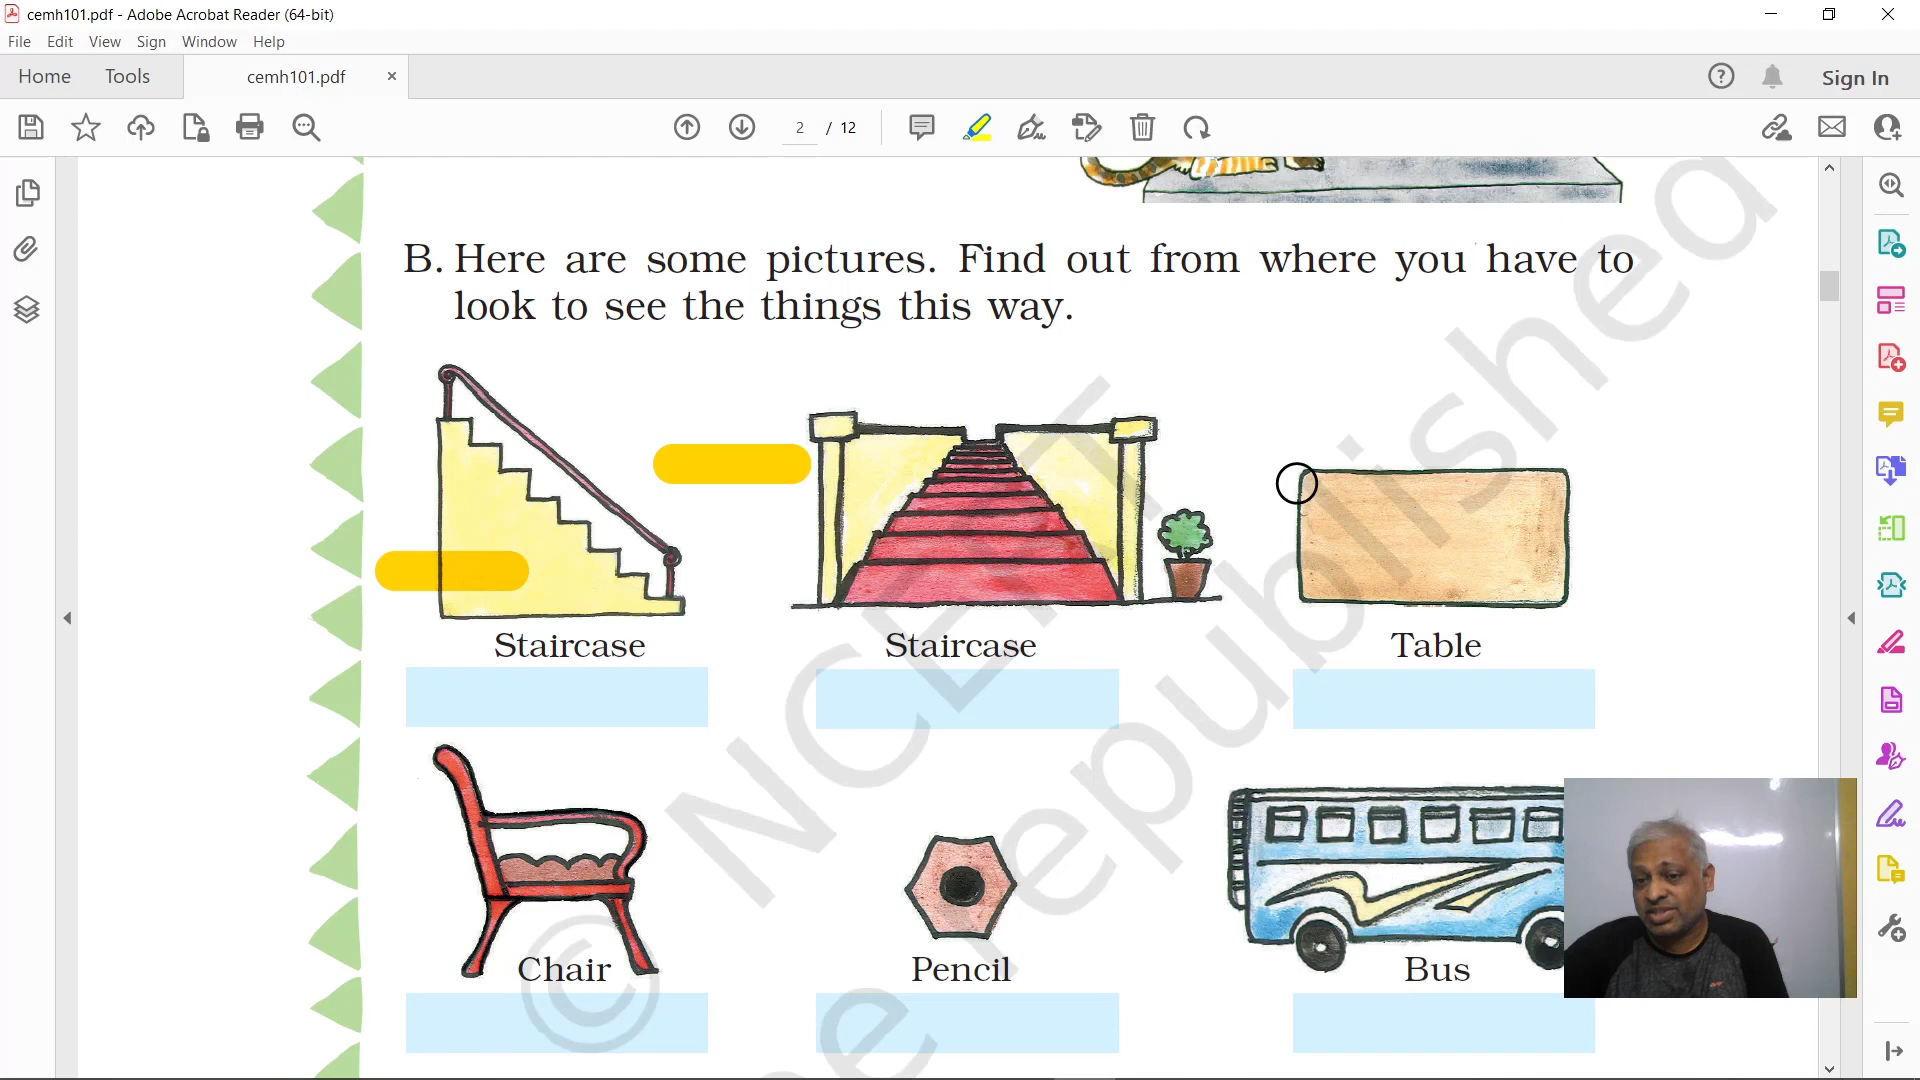 cemh101.pdf - Adobe Acrobat Reader (64-bit)
File Edit View Sign Window Help
Home Tools cemh101.pdf × ? Sign In
2 / 12
B. Here are some pictures. Find out from where you have to
look to see the things this way.
Staircase Staircase Table
Chair Pencil Bus
© NCERT
republished